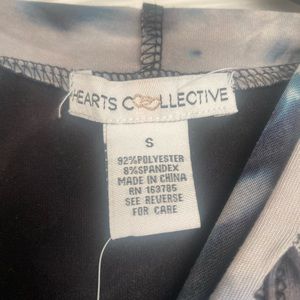 HEARTS COLLECTIVE
S
92%POLYESTER
8%SPANDEX
MADE IN CHINA
RN 163785
SEE REVERSE
FOR CARE